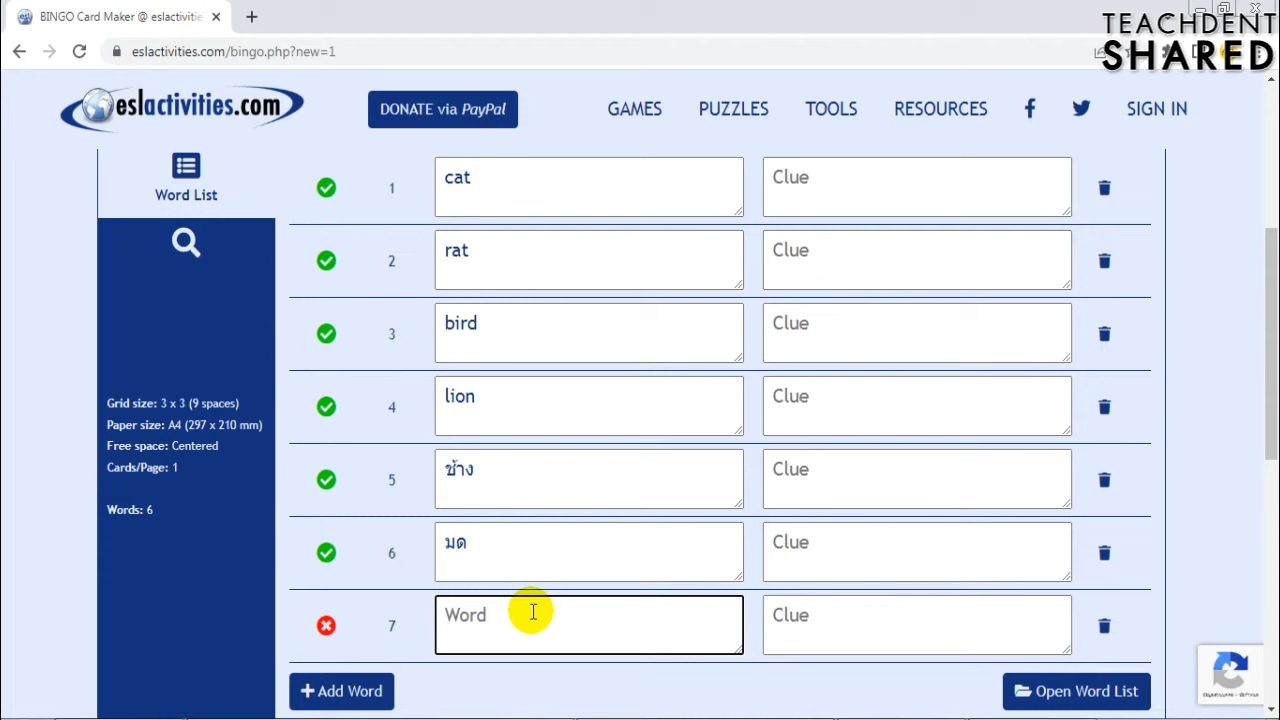 BINGO Card Maker @ eslactivitie
TEACHDENT
SHARED
eslactivities.com/bingo.php?new=1
eslactivities.com
DONATE via PayPal
GAMES
PUZZLES
TOOLS
RESOURCES
SIGN IN
Word List
1 cat Clue
2 rat Clue
3 bird Clue
4 lion Clue
5 ช้าง Clue
6 มด Clue
7 Word Clue
Grid size: 3 x 3 (9 spaces)
Paper size: A4 (297 x 210 mm)
Free space: Centered
Cards/Page: 1
Words: 6
Add Word
Open Word List